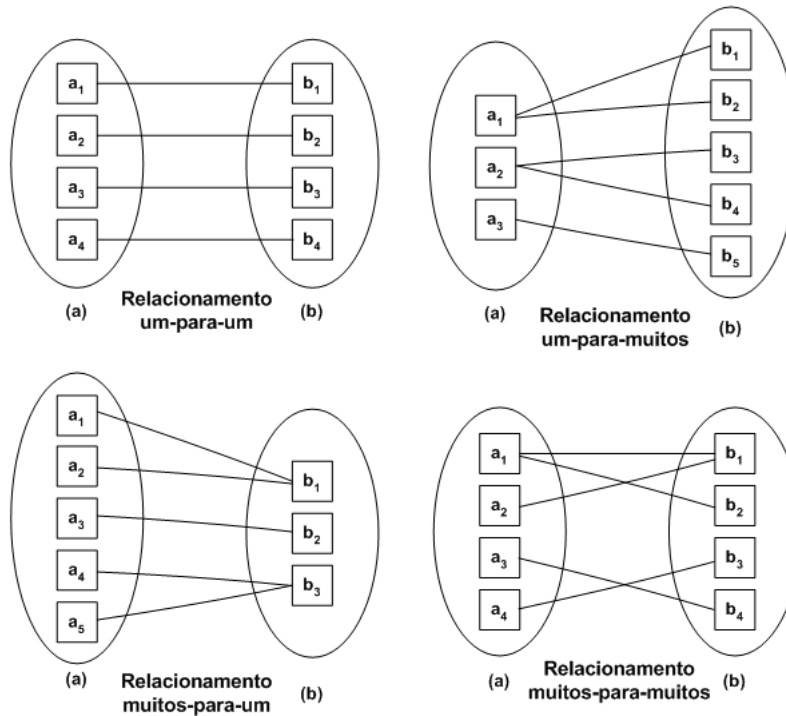 a1
b1
a2
b2
a3
b3
a4
b4
(a)
Relacionamento
um-para-um
(b)
a1
a2
a3
b1
b2
b3
b4
b5
(a)
Relacionamento
um-para-muitos
(b)
a1
a2
a3
a4
a5
b1
b2
b3
(a)
Relacionamento
muitos-para-um
(b)
a1
b1
a2
b2
a3
b3
a4
b4
(a)
Relacionamento
muitos-para-muitos
(b)